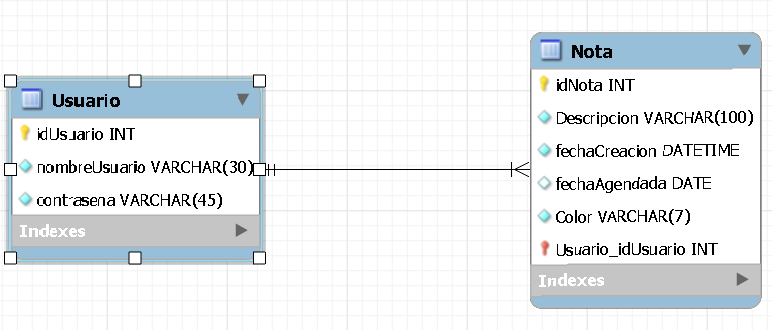 Usuario
idUsuario INT
nombreUsuario VARCHAR(30)
contrasena VARCHAR(45)
Indexes
Nota
idNota INT
Descripcion VARCHAR(100)
fechaCreacion DATETIME
fechaAgendada DATE
Color VARCHAR(7)
Usuario_idUsuario INT
Indexes